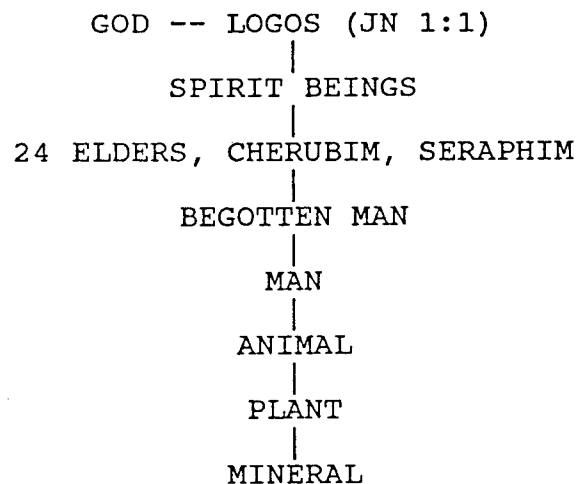 GOD -- LOGOS (JN 1:1)
SPIRIT BEINGS
24 ELDERS, CHERUBIM, SERAPHIM
BEGOTTEN MAN
MAN
ANIMAL
PLANT
MINERAL